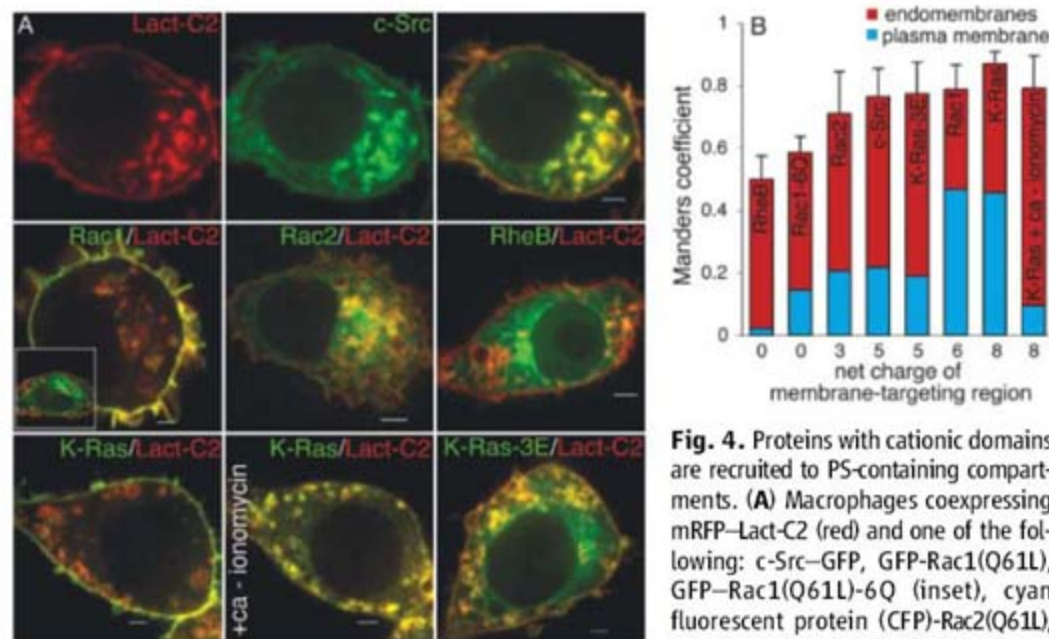 A
Lact-C2
c-Src
Rac1/Lact-C2
Rac2/Lact-C2
RheB/Lact-C2
K-Ras/Lact-C2
+ca - ionomycin
K-Ras/Lact-C2
K-Ras-3E/Lact-C2
B
endomembranes
plasma membrane
Manders coefficient
1
0.8
0.6
0.4
0.2
0
RheB
Rac1-6Q
Rac2
c-Src
K-Ras-3E
Rac1
K-Ras
K-Ras + ca - ionomycin
0 0 3 5 5 6 8 8
net charge of
membrane-targeting region
Fig. 4. Proteins with cationic domains
are recruited to PS-containing compart-
ments. (A) Macrophages coexpressing
mRFP–Lact-C2 (red) and one of the fol-
lowing: c-Src–GFP, GFP-Rac1(Q61L),
GFP–Rac1(Q61L)-6Q (inset), cyan
fluorescent protein (CFP)-Rac2(Q61L),